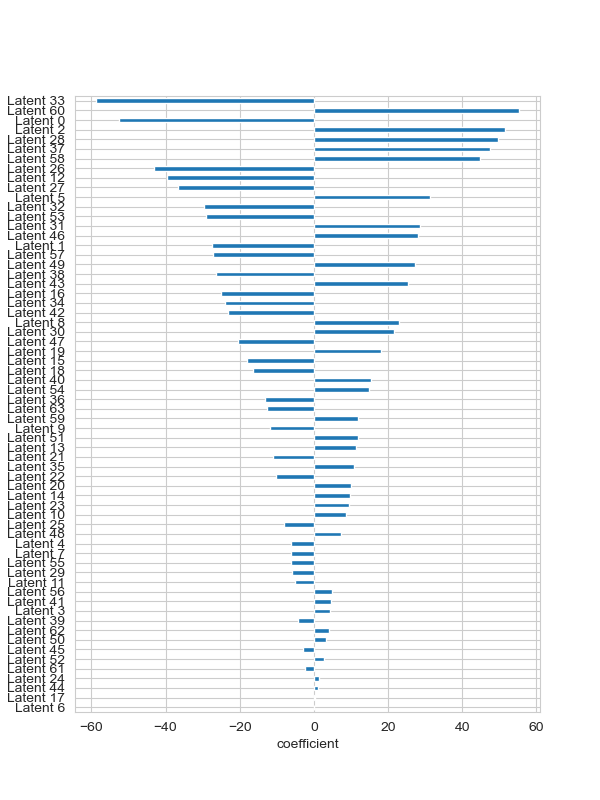 Latent 33
Latent 60
Latent 0
Latent 2
Latent 28
Latent 37
Latent 58
Latent 26
Latent 12
Latent 27
Latent 5
Latent 32
Latent 53
Latent 31
Latent 46
Latent 1
Latent 57
Latent 49
Latent 38
Latent 43
Latent 16
Latent 34
Latent 42
Latent 8
Latent 30
Latent 47
Latent 19
Latent 15
Latent 18
Latent 40
Latent 54
Latent 36
Latent 63
Latent 59
Latent 9
Latent 51
Latent 13
Latent 21
Latent 35
Latent 22
Latent 20
Latent 14
Latent 23
Latent 10
Latent 25
Latent 48
Latent 4
Latent 7
Latent 55
Latent 29
Latent 11
Latent 56
Latent 41
Latent 3
Latent 39
Latent 62
Latent 50
Latent 45
Latent 52
Latent 61
Latent 24
Latent 44
Latent 17
Latent 6
−60 −40 −20 0 20 40 60
coefficient